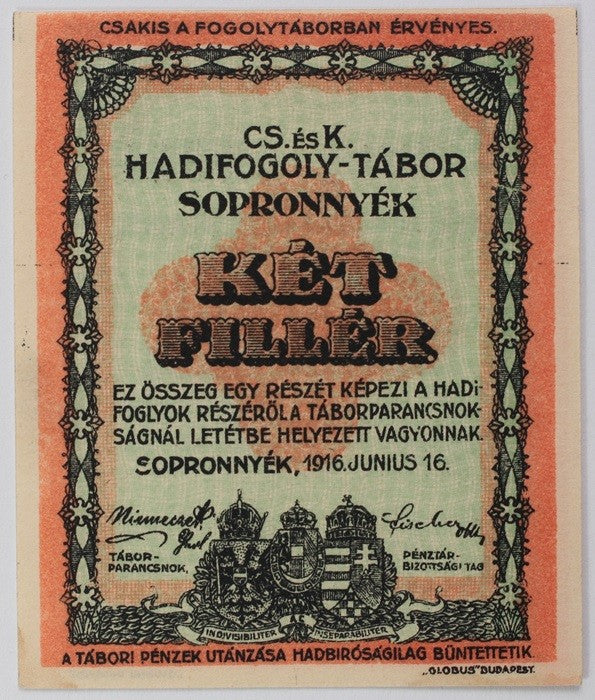 CSAKIS A FOGOLYTÁBORBAN ÉRVÉNYES.
CS. ÉS K.
HADIFOGOLY-TÁBOR
SOPRONNYÉK
KÉT
FILLÉR
EZ ÖSSZEG EGY RÉSZÉT KÉPEZI A HADI-
FOGLYOK RÉSZÉRŐL A TÁBORPARANCSNOK-
SÁGNÁL LETÉTBE HELYEZETT VAGYONNAK.
SOPRONNYÉK, 1916. JUNIUS 16.
Fischer
TÁBOR-
PARANCSNOK,
PÉNZTÁR-
BIZOTTSÁGI TAG
INDIVISIBILITER AC INSEPARABILITER
A TÁBORI PÉNZEK UTÁNZÁSA HADBIRÓSÁGILAG BÜNTETTETIK
„GLOBUS" BUDAPEST.